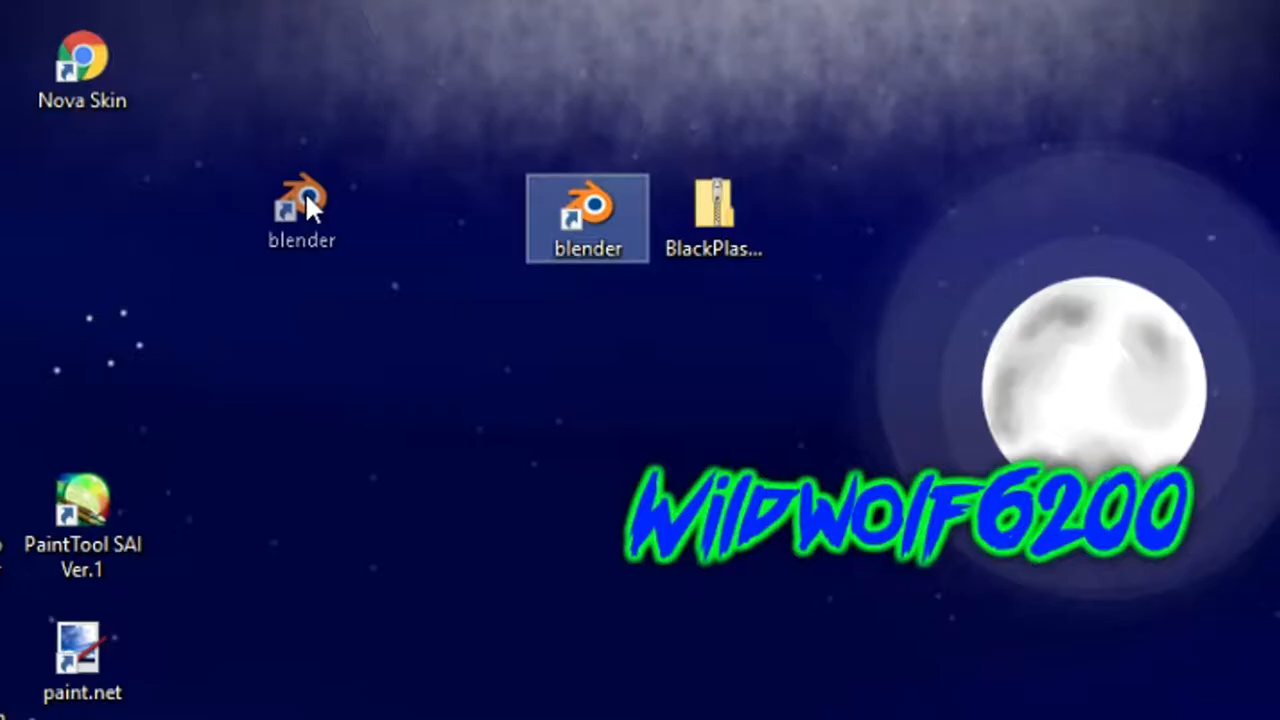 Nova Skin
blender
blender
BlackPlas...
WildWolf6200
PaintTool SAI
Ver.1
paint.net